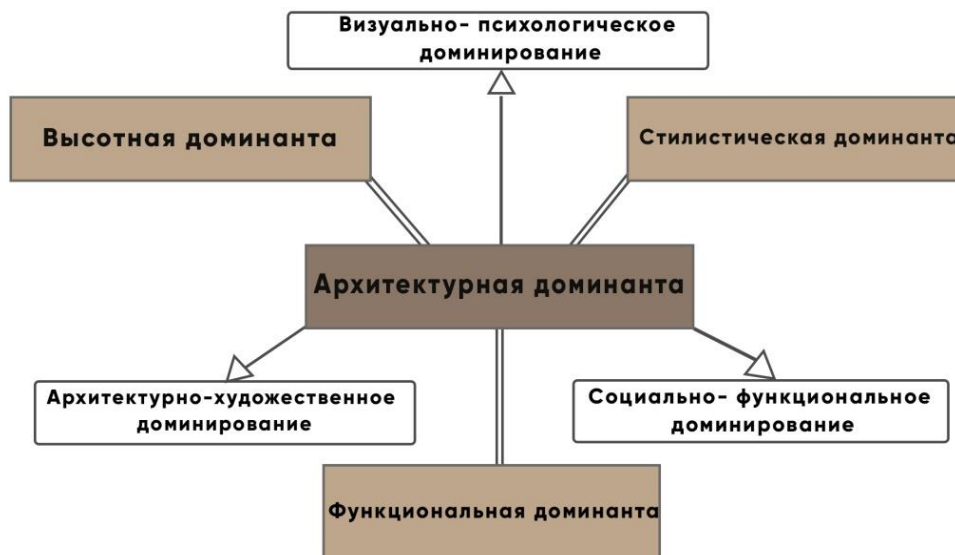 Визуально- психологическое
доминирование
Высотная доминанта
Стилистическая доминанта
Архитектурная доминанта
Архитектурно-художественное
доминирование
Социально- функциональное
доминирование
Функциональная доминанта